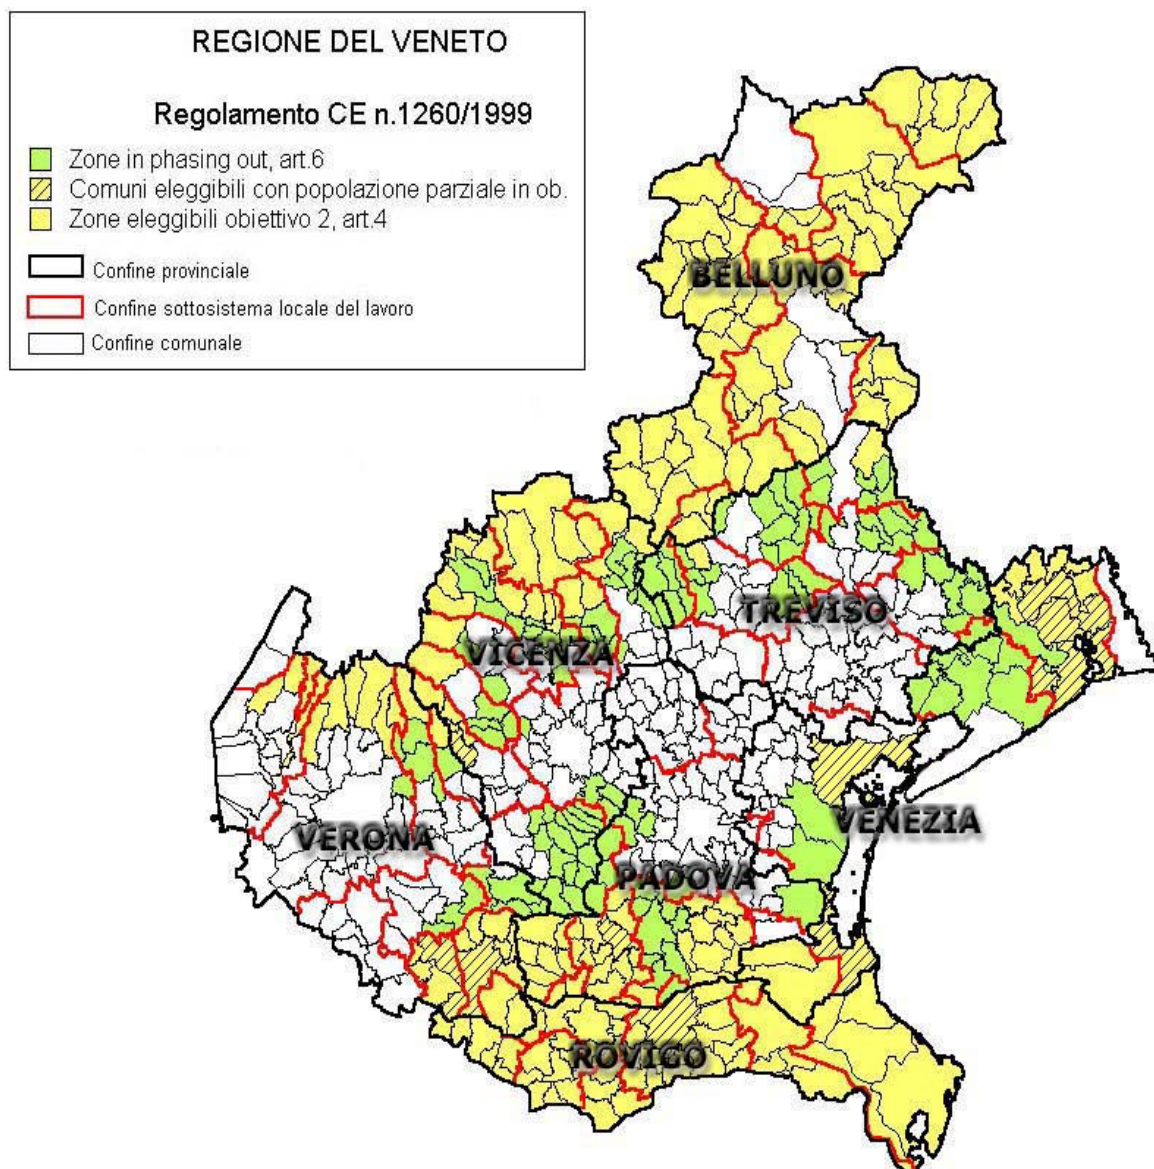 REGIONE DEL VENETO
Regolamento CE n.1260/1999
Zone in phasing out, art.6
Comuni eleggibili con popolazione parziale in ob.
Zone eleggibili obiettivo 2, art.4
Confine provinciale
Confine sottosistema locale del lavoro
Confine comunale
BELLUNO
TREVISO
VICENZA
VENEZIA
VERONA
PADOVA
ROVIGO